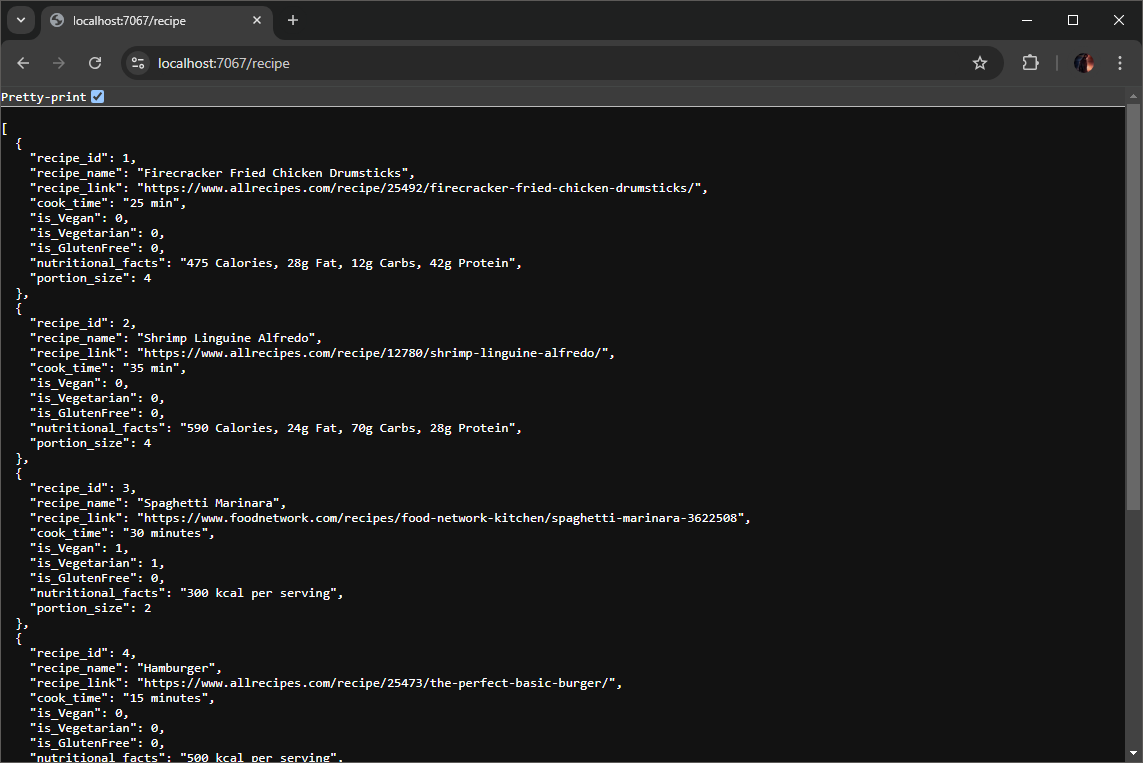 localhost:7067/recipe
localhost:7067/recipe
Pretty-print
[
  {
    "recipe_id": 1,
    "recipe_name": "Firecracker Fried Chicken Drumsticks",
    "recipe_link": "https://www.allrecipes.com/recipe/25492/firecracker-fried-chicken-drumsticks/",
    "cook_time": "25 min",
    "is_Vegan": 0,
    "is_Vegetarian": 0,
    "is_GlutenFree": 0,
    "nutritional_facts": "475 Calories, 28g Fat, 12g Carbs, 42g Protein",
    "portion_size": 4
  },
  {
    "recipe_id": 2,
    "recipe_name": "Shrimp Linguine Alfredo",
    "recipe_link": "https://www.allrecipes.com/recipe/12780/shrimp-linguine-alfredo/",
    "cook_time": "35 min",
    "is_Vegan": 0,
    "is_Vegetarian": 0,
    "is_GlutenFree": 0,
    "nutritional_facts": "590 Calories, 24g Fat, 70g Carbs, 28g Protein",
    "portion_size": 4
  },
  {
    "recipe_id": 3,
    "recipe_name": "Spaghetti Marinara",
    "recipe_link": "https://www.foodnetwork.com/recipes/food-network-kitchen/spaghetti-marinara-3622508",
    "cook_time": "30 minutes",
    "is_Vegan": 1,
    "is_Vegetarian": 1,
    "is_GlutenFree": 0,
    "nutritional_facts": "300 kcal per serving",
    "portion_size": 2
  },
  {
    "recipe_id": 4,
    "recipe_name": "Hamburger",
    "recipe_link": "https://www.allrecipes.com/recipe/25473/the-perfect-basic-burger/",
    "cook_time": "15 minutes",
    "is_Vegan": 0,
    "is_Vegetarian": 0,
    "is_GlutenFree": 0,
    "nutritional_facts": "500 kcal per serving",